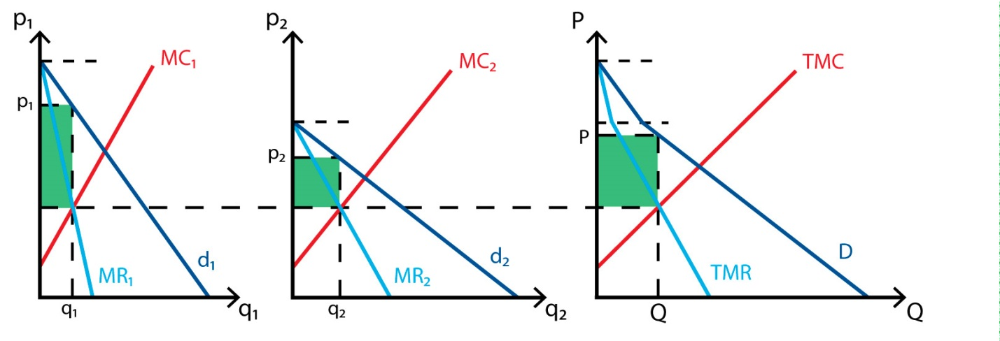 p₁
MC₁
p₁
d₁
MR₁
q₁
q₁
p₂
MC₂
p₂
d₂
MR₂
q₂
q₂
P
TMC
P
D
TMR
Q
Q